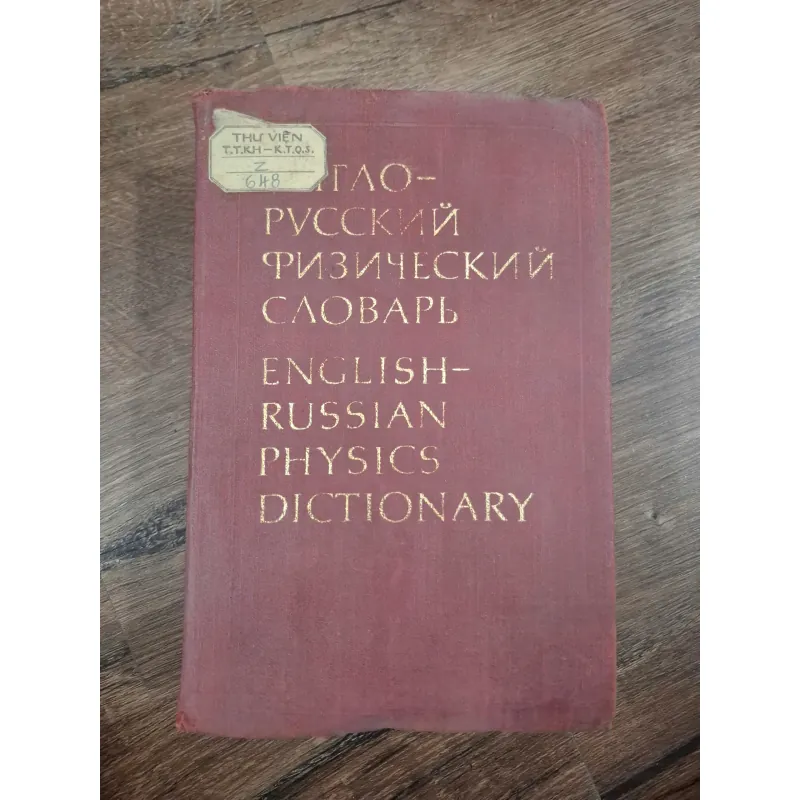 THƯ VIỆN
T.T.KH-K.T.Q.S.
Z
648
РУССКИЙ
ФИЗИЧЕСКИЙ
СЛОВАРЬ
ENGLISH-
RUSSIAN
PHYSICS
DICTIONARY